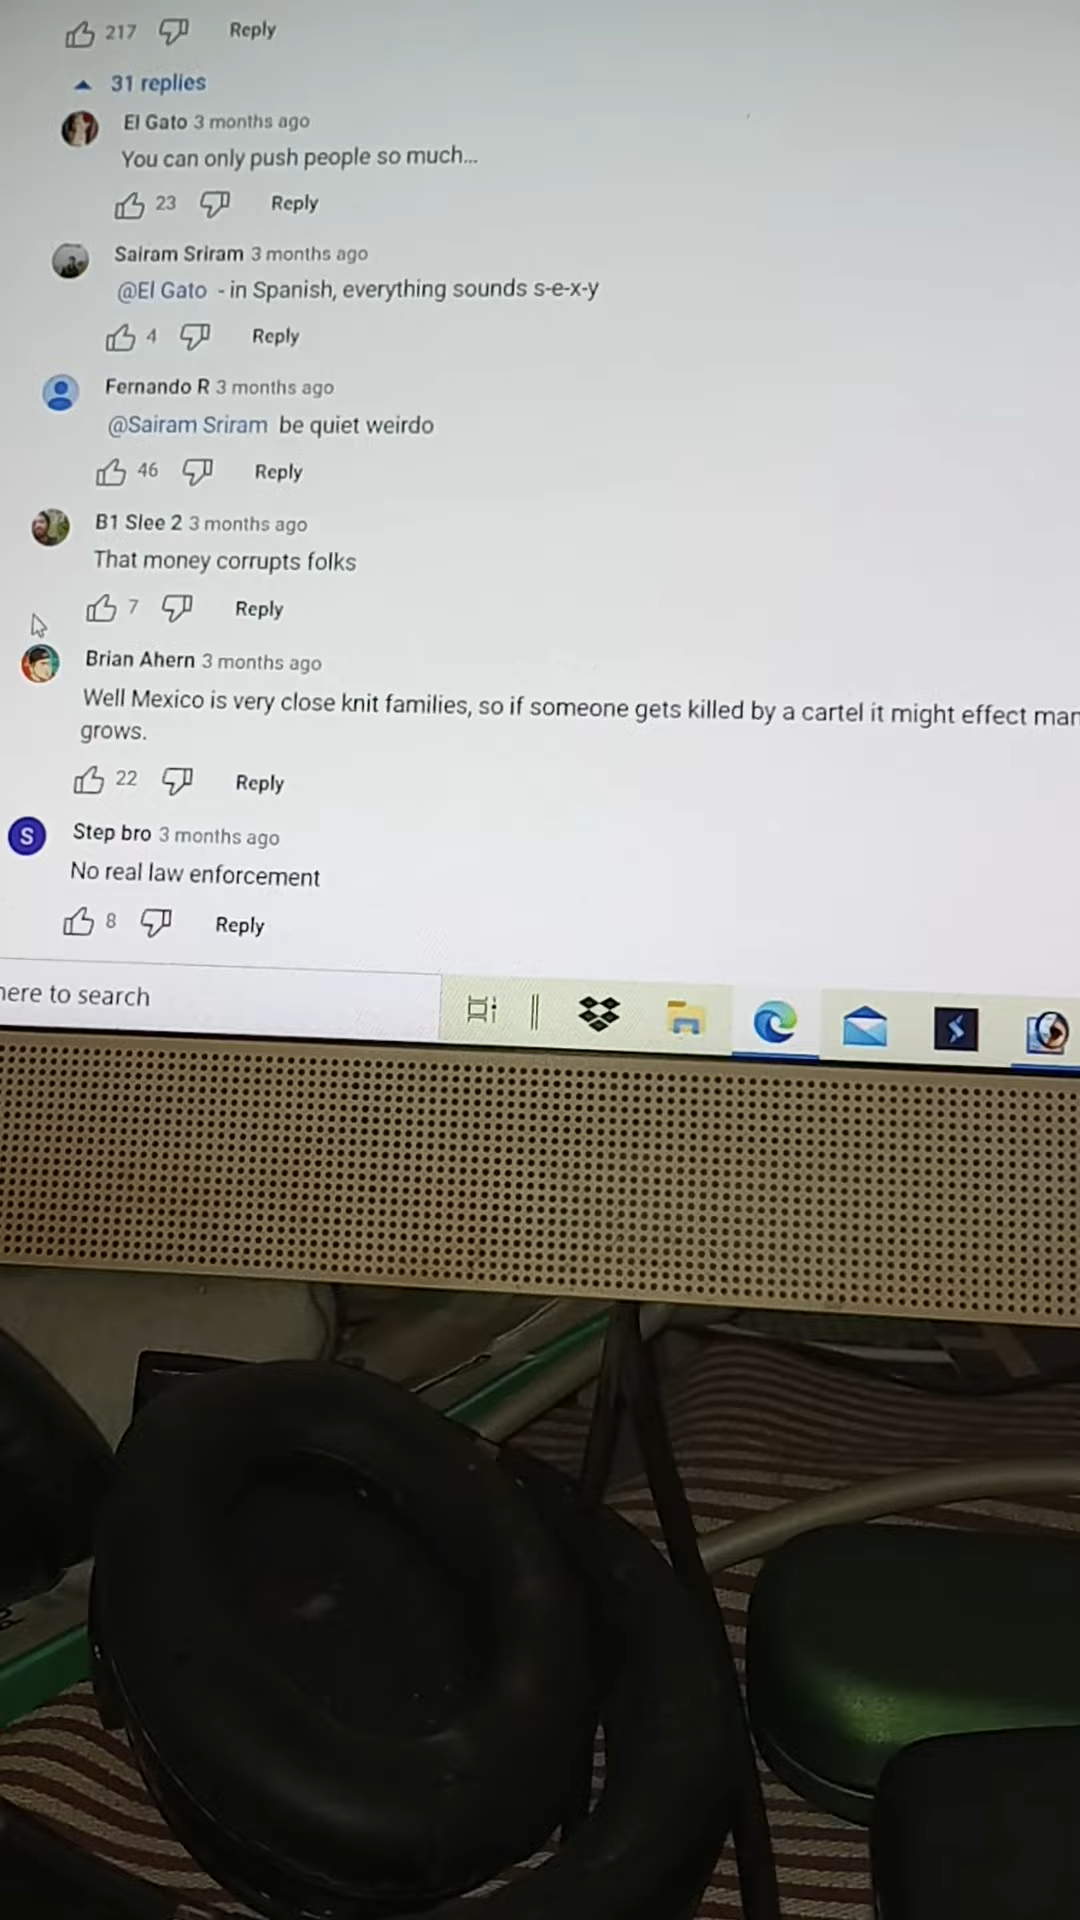 217 Reply
31 replies
El Gato 3 months ago
You can only push people so much...
23 Reply
Sairam Sriram 3 months ago
@El Gato - in Spanish, everything sounds s-e-x-y
4 Reply
Fernando R 3 months ago
@Sairam Sriram be quiet weirdo
46 Reply
B1 Slee 2 3 months ago
That money corrupts folks
7 Reply
Brian Ahern 3 months ago
Well Mexico is very close knit families, so if someone gets killed by a cartel it might effect
grows.
22 Reply
S
Step bro 3 months ago
No real law enforcement
8 Reply
here to search